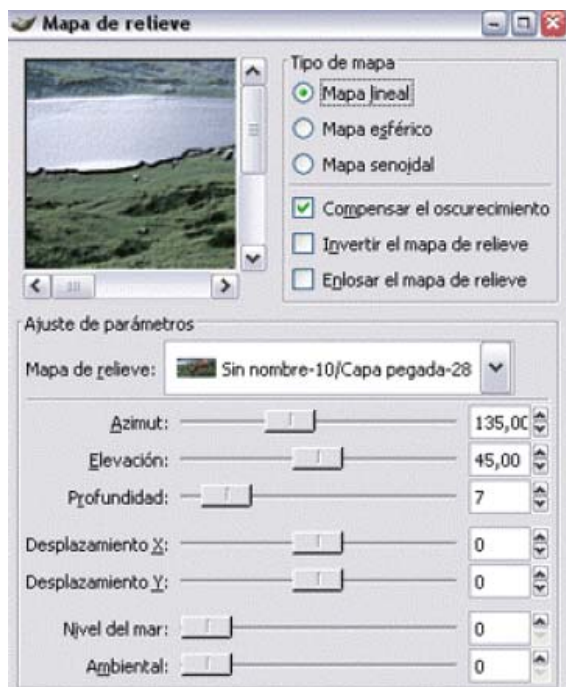 Mapa de relieve
Tipo de mapa
Mapa lineal
Mapa esférico
Mapa senoidal
Compensar el oscurecimiento
Invertir el mapa de relieve
Enlosar el mapa de relieve
Ajuste de parámetros
Mapa de relieve: Sin nombre-10/Capa pegada-28
Azimut: 135,00
Elevación: 45,00
Profundidad: 7
Desplazamiento X: 0
Desplazamiento Y: 0
Nivel del mar: 0
Ambiental: 0